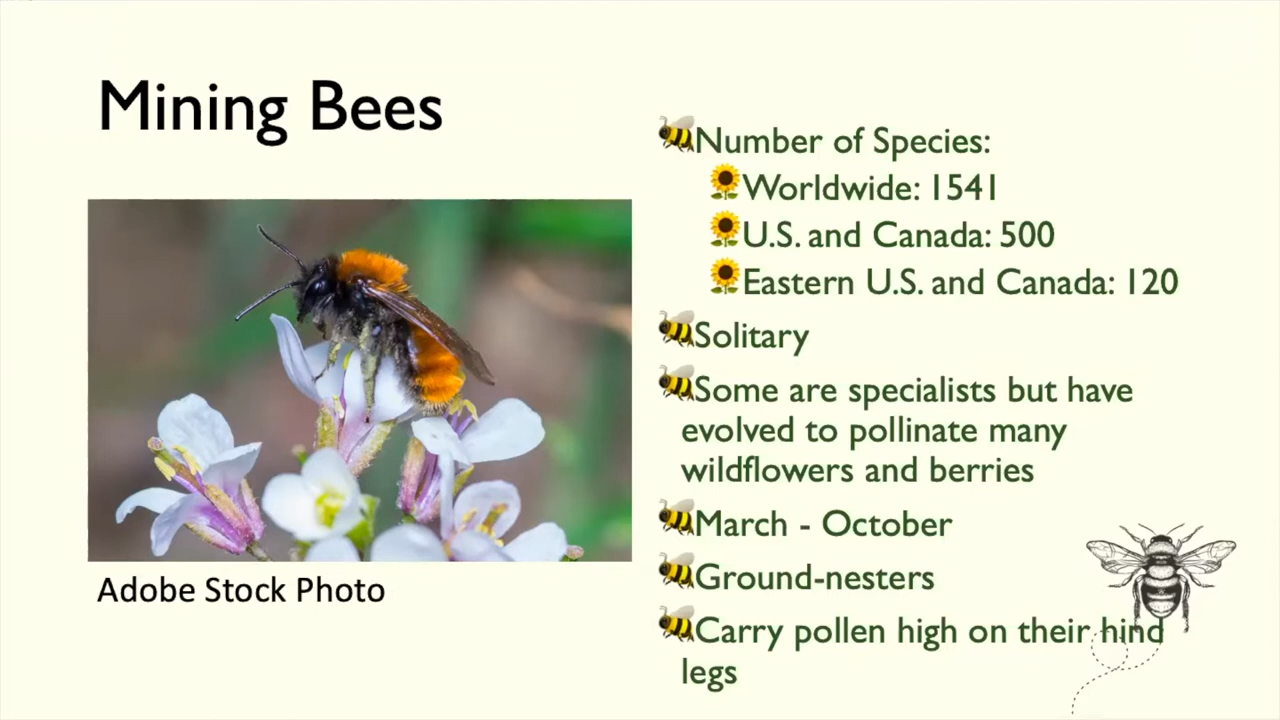 Mining Bees
Number of Species:
Worldwide: 1541
U.S. and Canada: 500
Eastern U.S. and Canada: 120
Solitary
Some are specialists but have
evolved to pollinate many
wildflowers and berries
March - October
Ground-nesters
Carry pollen high on their hind
legs
Adobe Stock Photo